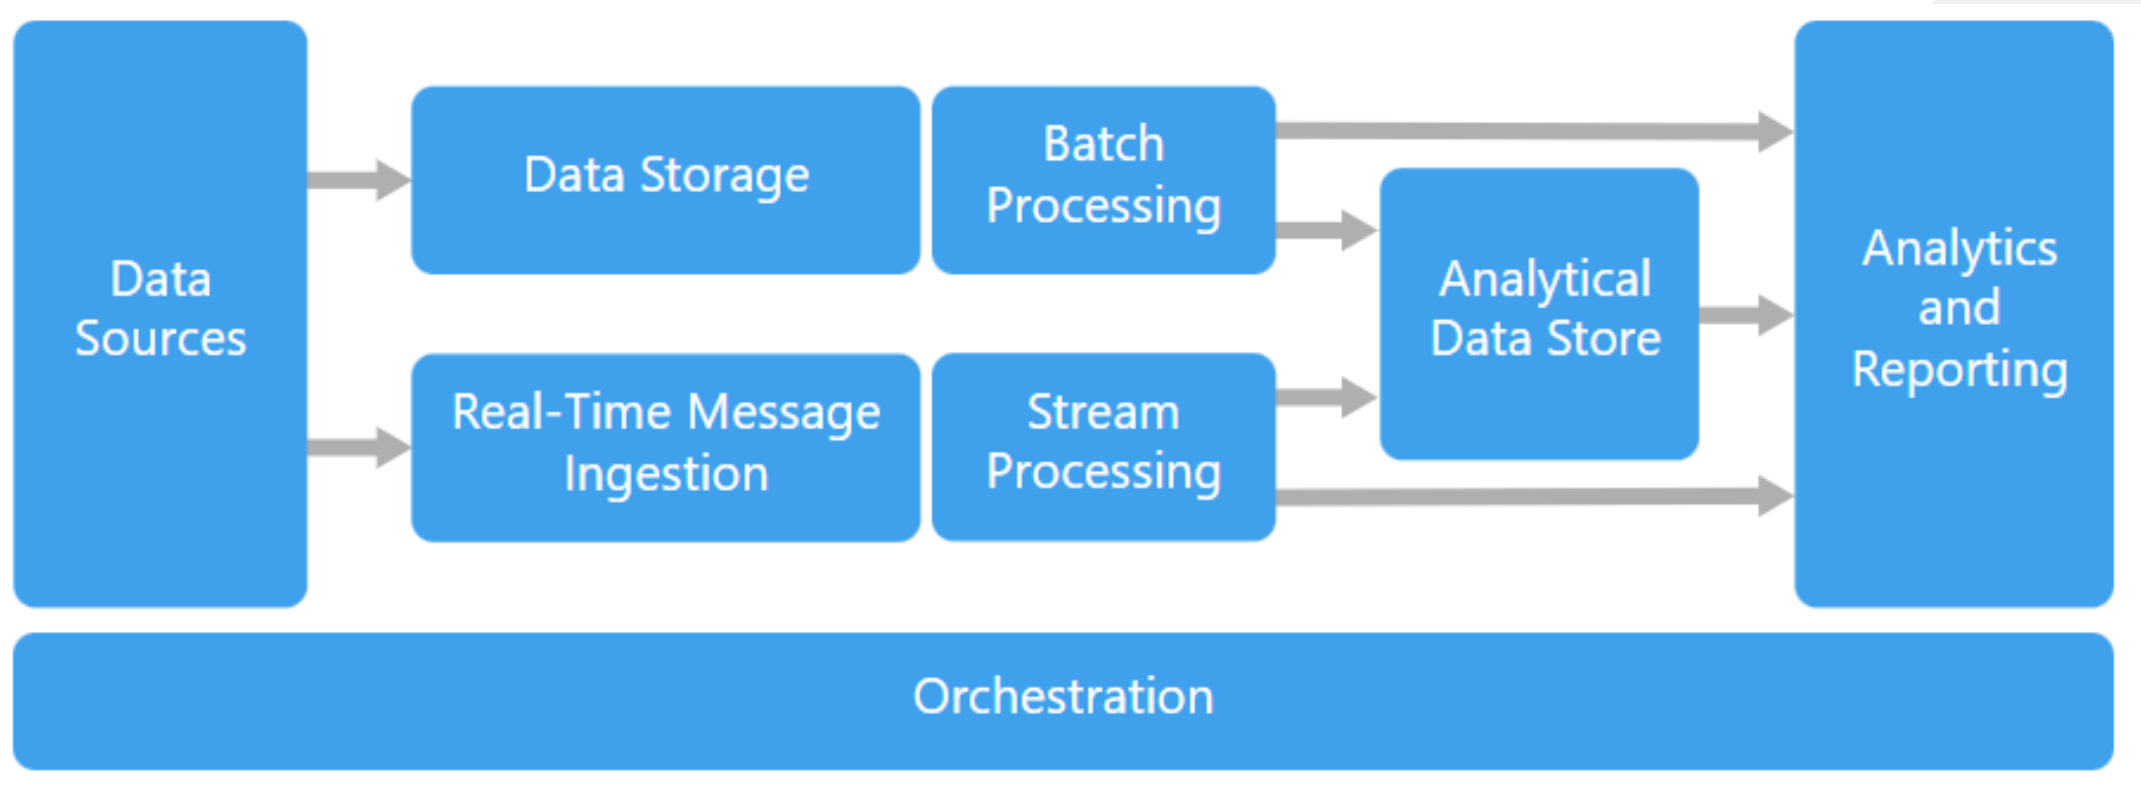 Data
Sources
Data Storage
Batch
Processing
Real-Time Message
Ingestion
Stream
Processing
Analytical
Data Store
Analytics
and
Reporting
Orchestration